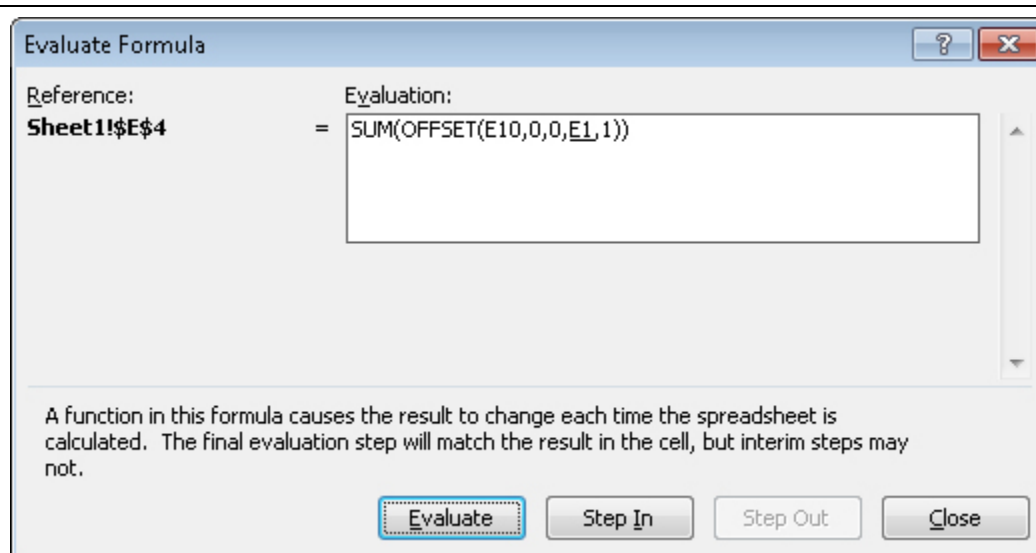 Evaluate Formula
Reference:
Evaluation:
Sheet1!$E$4 = SUM(OFFSET(E10,0,0,E1,1))
A function in this formula causes the result to change each time the spreadsheet is
calculated. The final evaluation step will match the result in the cell, but interim steps may
not.
Evaluate
Step In
Step Out
Close